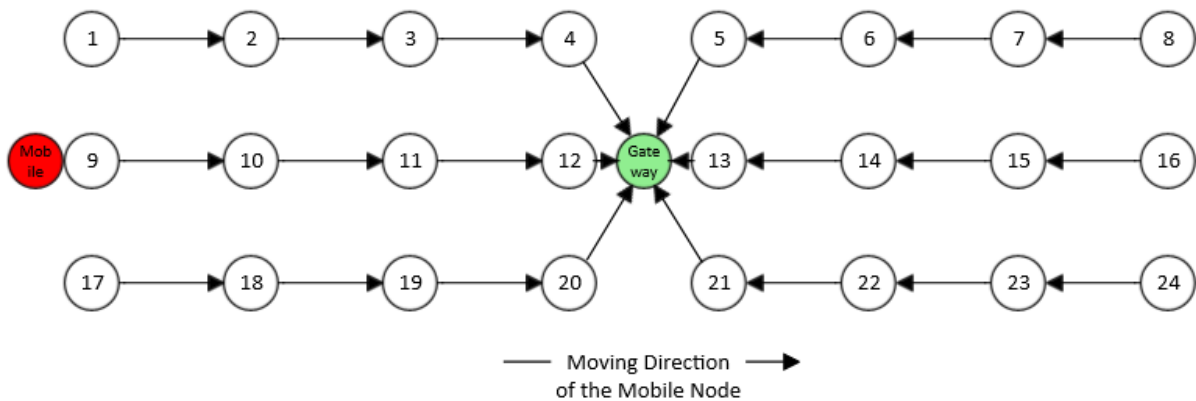 1 2 3 4 5 6 7 8
Mob
ile
9 10 11 12
Gate
way
13 14 15 16
17 18 19 20 21 22 23 24
Moving Direction
of the Mobile Node